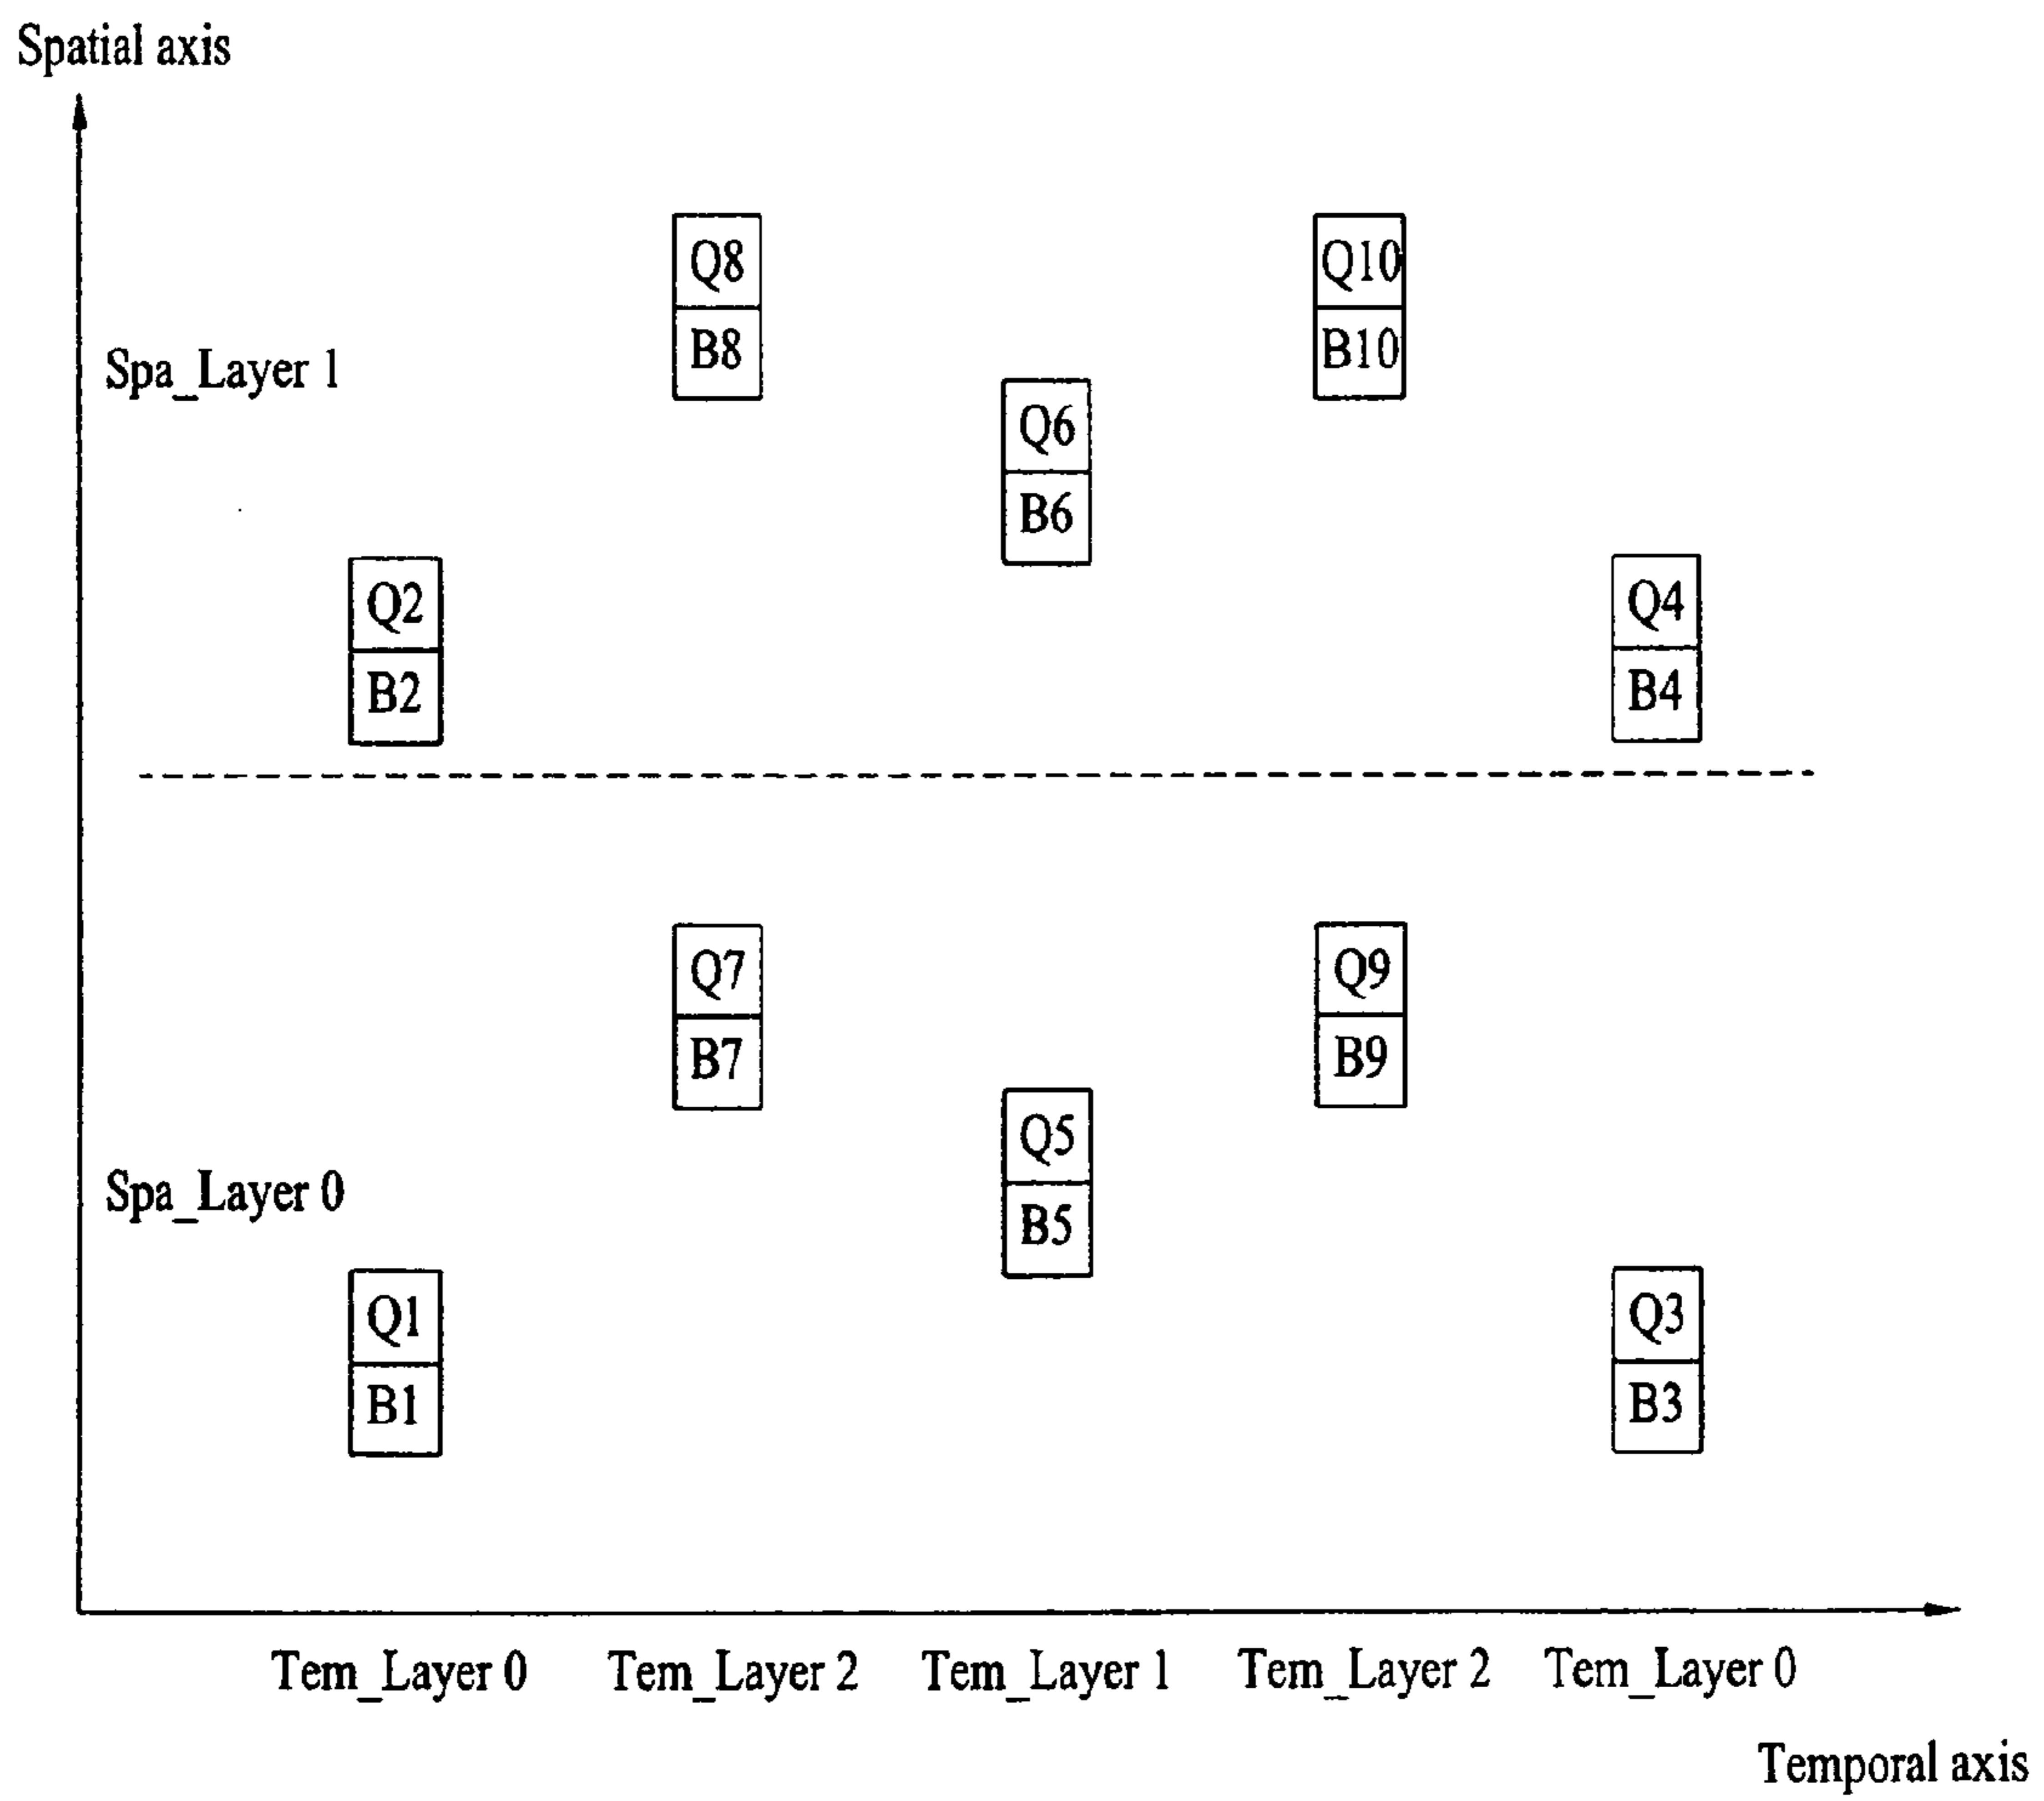 Spatial axis
Q8
Q10
B8
B10
Spa_Layer 1
Q6
B6
Q2
Q4
B2
B4
Q7
Q9
B7
B9
Q5
Spa_Layer 0
B5
Q1
Q3
B1
B3
Tem_Layer 0
Tem_Layer 2
Tem_Layer 1
Tem_Layer 2
Tem_Layer 0
Temporal axis